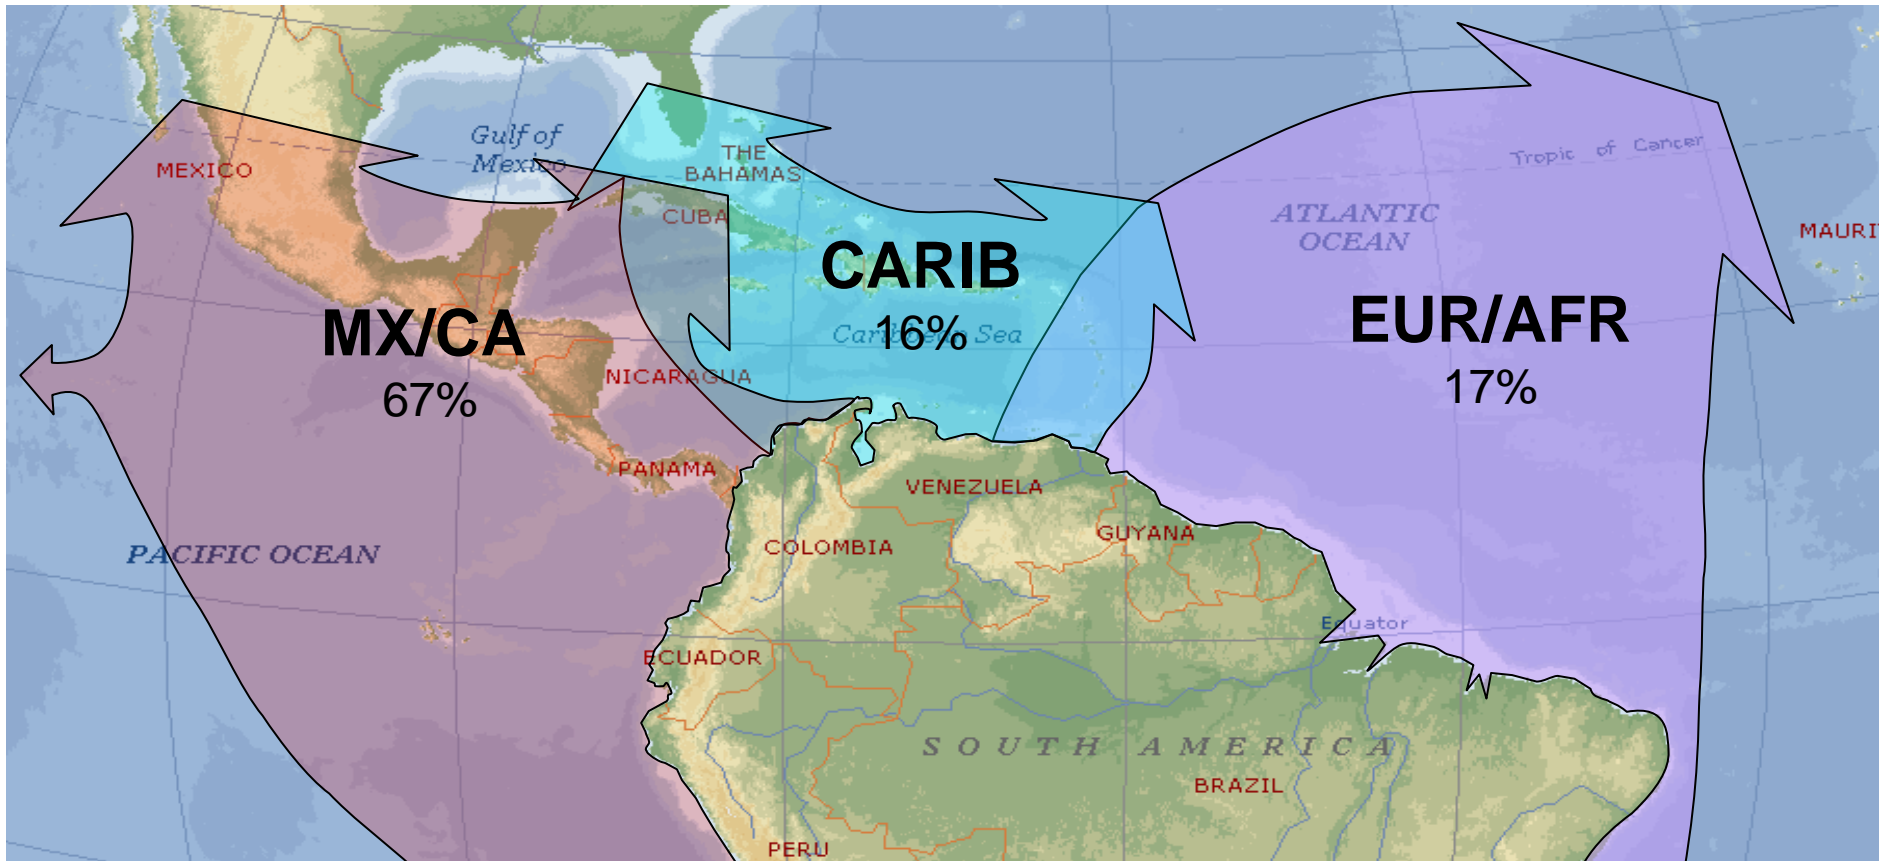 Gulf of
Mexico
MEXICO
THE
BAHAMAS
Tropic of Cancer
CUBA
ATLANTIC
OCEAN
MAURI
CARIB
16%
Caribbean Sea
MX/CA
67%
EUR/AFR
17%
NICARAGUA
PANAMA
VENEZUELA
GUYANA
COLOMBIA
PACIFIC OCEAN
Equator
ECUADOR
SOUTH AMERICA
BRAZIL
PERU